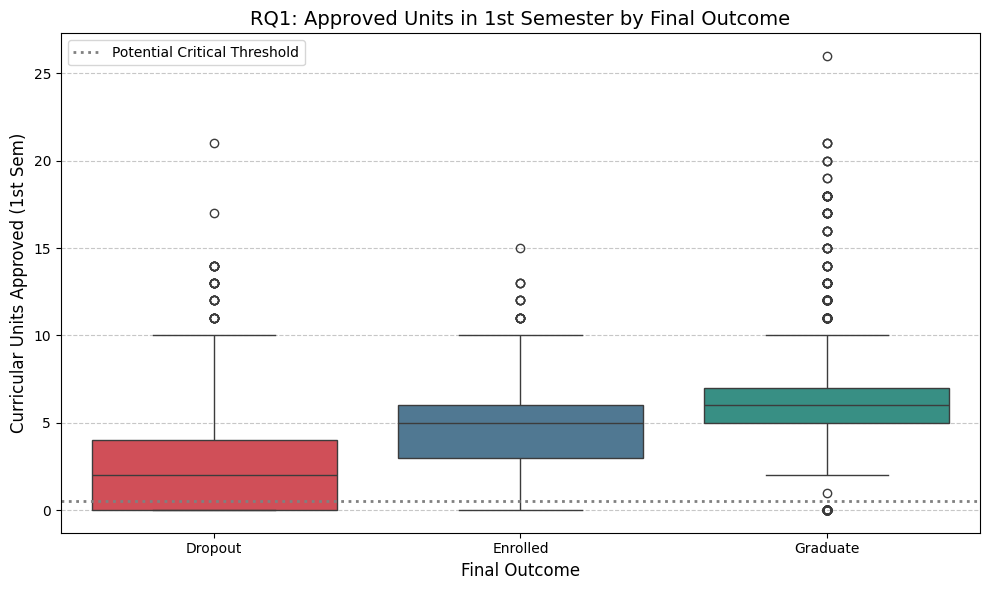 RQ1: Approved Units in 1st Semester by Final Outcome
Potential Critical Threshold
Curricular Units Approved (1st Sem)
25
20
15
10
5
0
Dropout
Enrolled
Graduate
Final Outcome